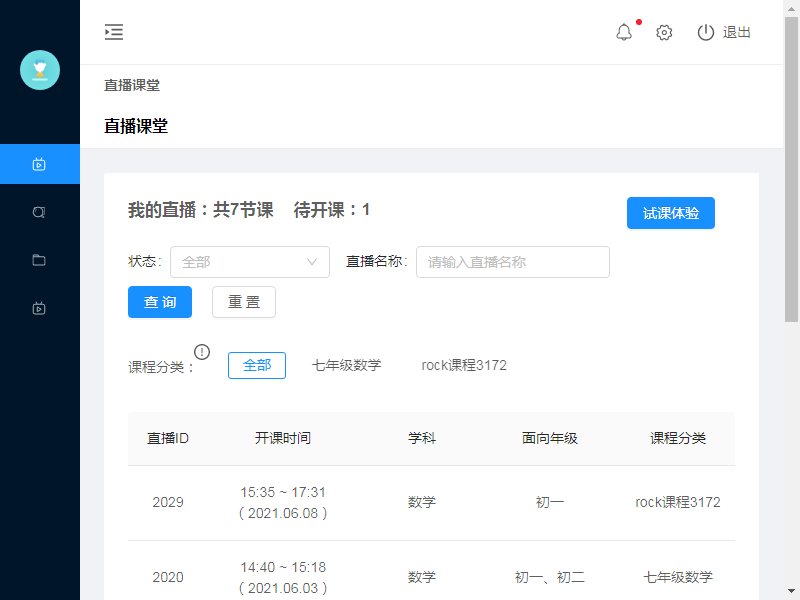 退出
直播课堂
直播课堂
我的直播：共7节课 待开课：1
试课体验
状态: 全部 直播名称: 请输入直播名称
查 询 重 置
课程分类： 全部 七年级数学 rock课程3172
直播ID 开课时间 学科 面向年级 课程分类
15:35 ~ 17:31
2029 数学 初一 rock课程3172
( 2021.06.08 )
14:40 ~ 15:18
2020 数学 初一、初二 七年级数学
( 2021.06.03 )